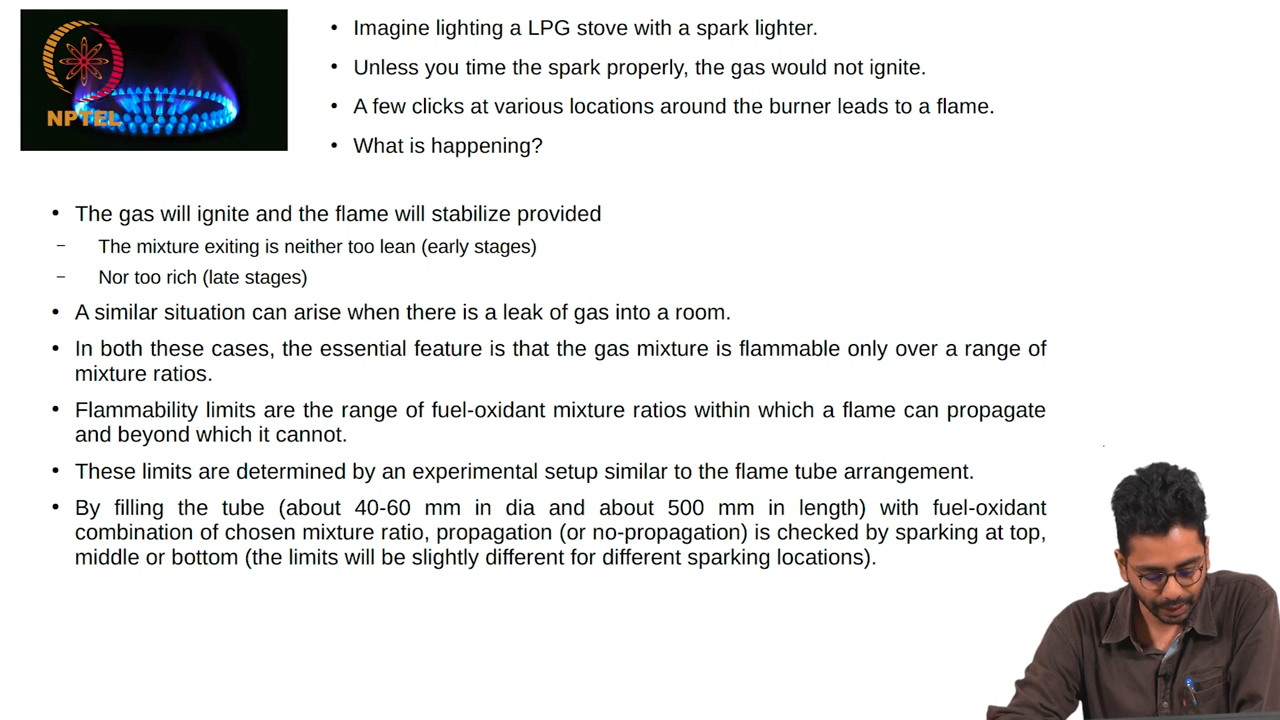 NPTEL
• Imagine lighting a LPG stove with a spark lighter.
• Unless you time the spark properly, the gas would not ignite.
• A few clicks at various locations around the burner leads to a flame.
• What is happening?
• The gas will ignite and the flame will stabilize provided
– The mixture exiting is neither too lean (early stages)
– Nor too rich (late stages)
• A similar situation can arise when there is a leak of gas into a room.
• In both these cases, the essential feature is that the gas mixture is flammable only over a range of
mixture ratios.
• Flammability limits are the range of fuel-oxidant mixture ratios within which a flame can propagate
and beyond which it cannot.
• These limits are determined by an experimental setup similar to the flame tube arrangement.
• By filling the tube (about 40-60 mm in dia and about 500 mm in length) with fuel-oxidant
combination of chosen mixture ratio, propagation (or no-propagation) is checked by sparking at top,
middle or bottom (the limits will be slightly different for different sparking locations).